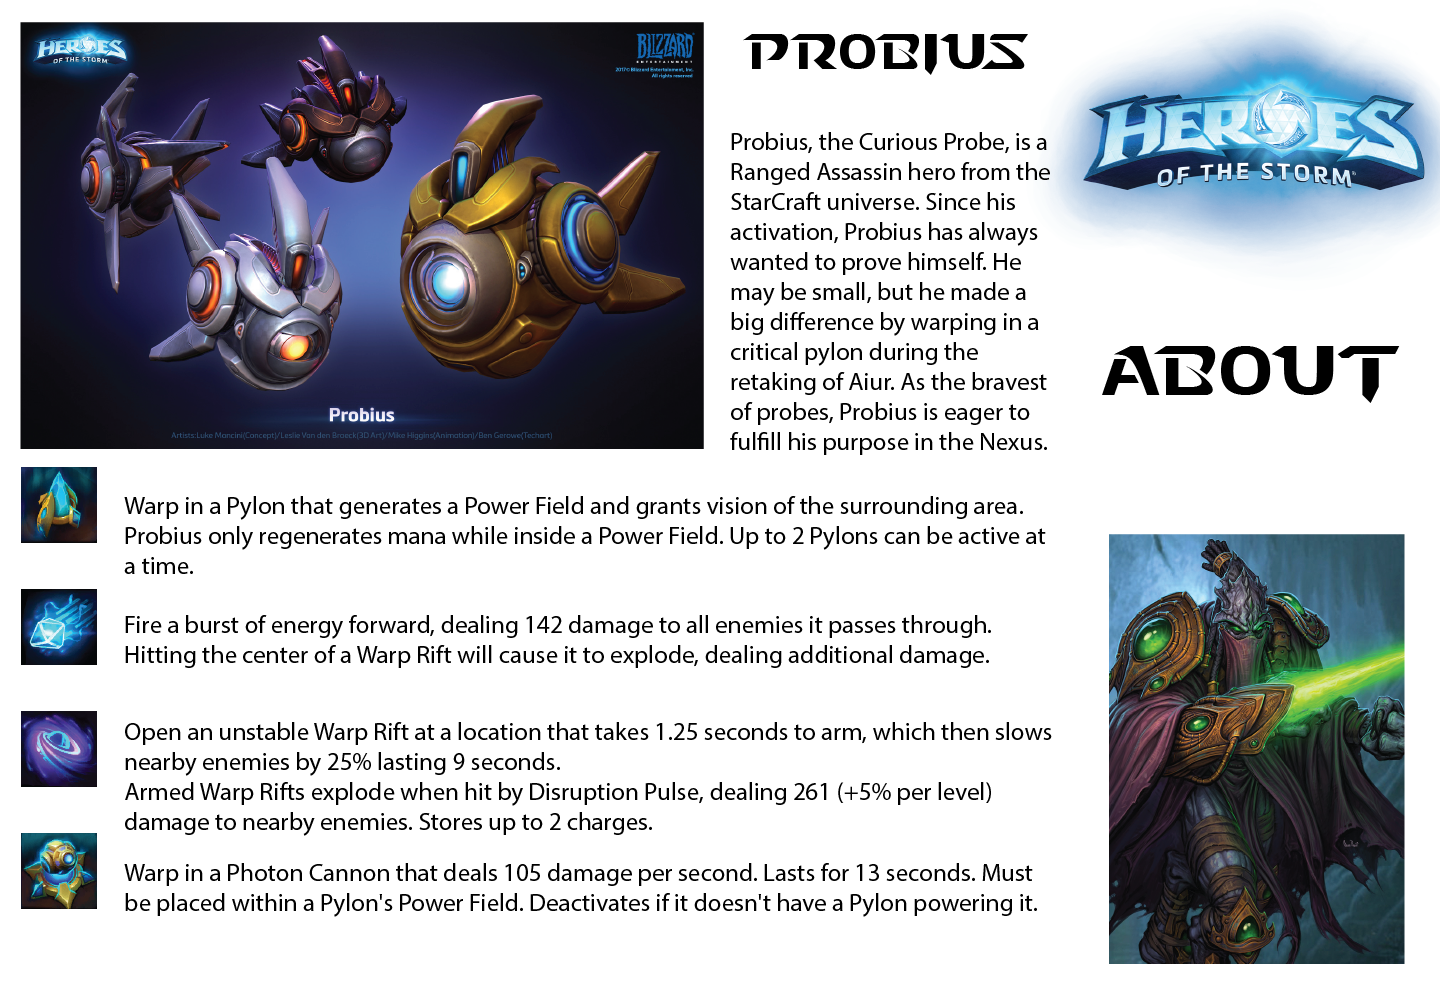 HEROES
OF THE STORM
BLIZZARD
ENTERTAINMENT
2017© Blizzard Entertainment, Inc.
All rights reserved
Probius
Artists:Luke Mancini(Concept)/Leslie Van den Broeck(3D Art)/Mike Higgins(Animation)/Ben Gerowe(Techart)
PROBIUS
Probius, the Curious Probe, is a
Ranged Assassin hero from the
StarCraft universe. Since his
activation, Probius has always
wanted to prove himself. He
may be small, but he made a
big difference by warping in a
critical pylon during the
retaking of Aiur. As the bravest
of probes, Probius is eager to
fulfill his purpose in the Nexus.
HEROES
OF THE STORM
ABOUT
Warp in a Pylon that generates a Power Field and grants vision of the surrounding area.
Probius only regenerates mana while inside a Power Field. Up to 2 Pylons can be active at
a time.
Fire a burst of energy forward, dealing 142 damage to all enemies it passes through.
Hitting the center of a Warp Rift will cause it to explode, dealing additional damage.
Open an unstable Warp Rift at a location that takes 1.25 seconds to arm, which then slows
nearby enemies by 25% lasting 9 seconds.
Armed Warp Rifts explode when hit by Disruption Pulse, dealing 261 (+5% per level)
damage to nearby enemies. Stores up to 2 charges.
Warp in a Photon Cannon that deals 105 damage per second. Lasts for 13 seconds. Must
be placed within a Pylon's Power Field. Deactivates if it doesn't have a Pylon powering it.